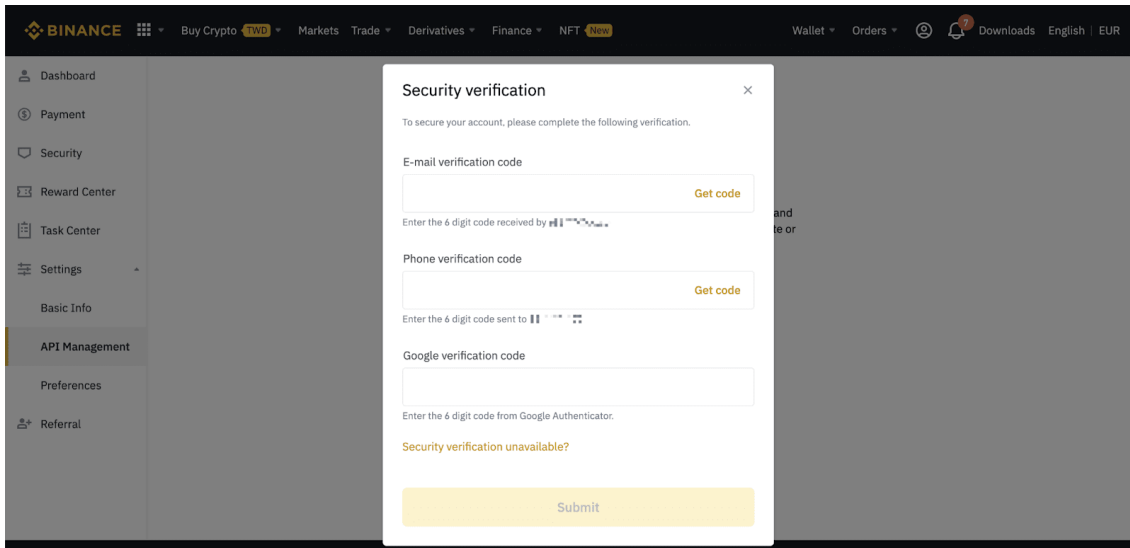 BINANCE Buy Crypto TWD Markets Trade Derivatives Finance NFT New Wallet Orders 7 Downloads English | EUR
Dashboard
Payment
Security
Reward Center
Task Center
Settings
Basic Info
API Management
Preferences
Referral
Security verification
To secure your account, please complete the following verification.
E-mail verification code
Get code
Enter the 6 digit code received by
and
te or
Phone verification code
Get code
Enter the 6 digit code sent to
Google verification code
Enter the 6 digit code from Google Authenticator.
Security verification unavailable?
Submit